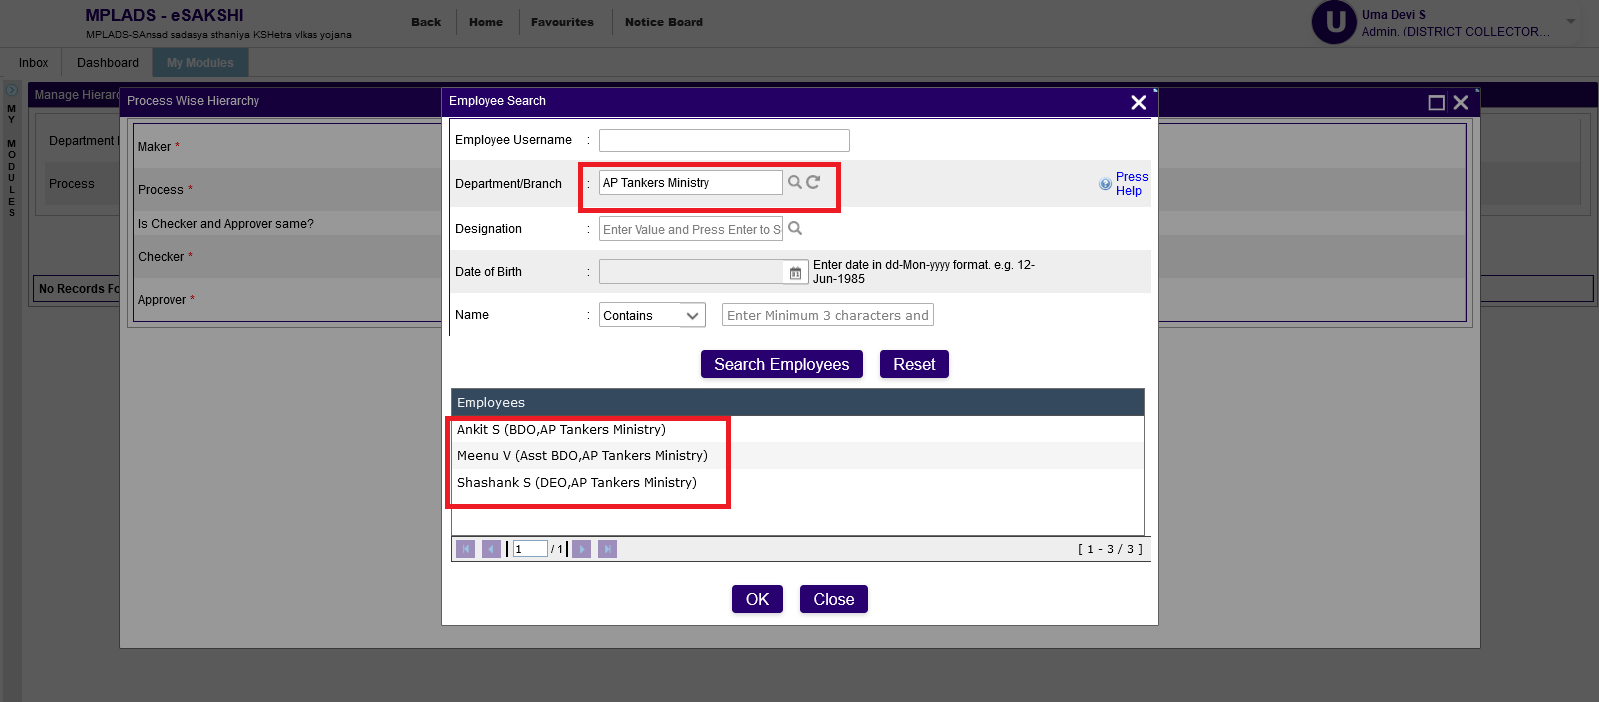 MPLADS - eSAKSHI
MPLADS-SAnsad sadasya sthaniya KSHetra vIkas yojana
Back Home Favourites Notice Board
U
Uma Devi S
Admin. (DISTRICT COLLECTOR...
Inbox Dashboard My Modules
MY MODULES
Manage Hierarc
Process Wise Hierarchy
Employee Search
Department
Process
Maker *
Process *
Is Checker and Approver same?
Checker *
Approver *
No Records Fo
Employee Username :
Department/Branch : AP Tankers Ministry
Press Help
Designation : Enter Value and Press Enter to S
Date of Birth : Enter date in dd-Mon-yyyy format. e.g. 12-
Jun-1985
Name : Contains Enter Minimum 3 characters and
Search Employees Reset
Employees
Ankit S (BDO,AP Tankers Ministry)
Meenu V (Asst BDO,AP Tankers Ministry)
Shashank S (DEO,AP Tankers Ministry)
1 / 1 [ 1 - 3 / 3 ]
OK Close